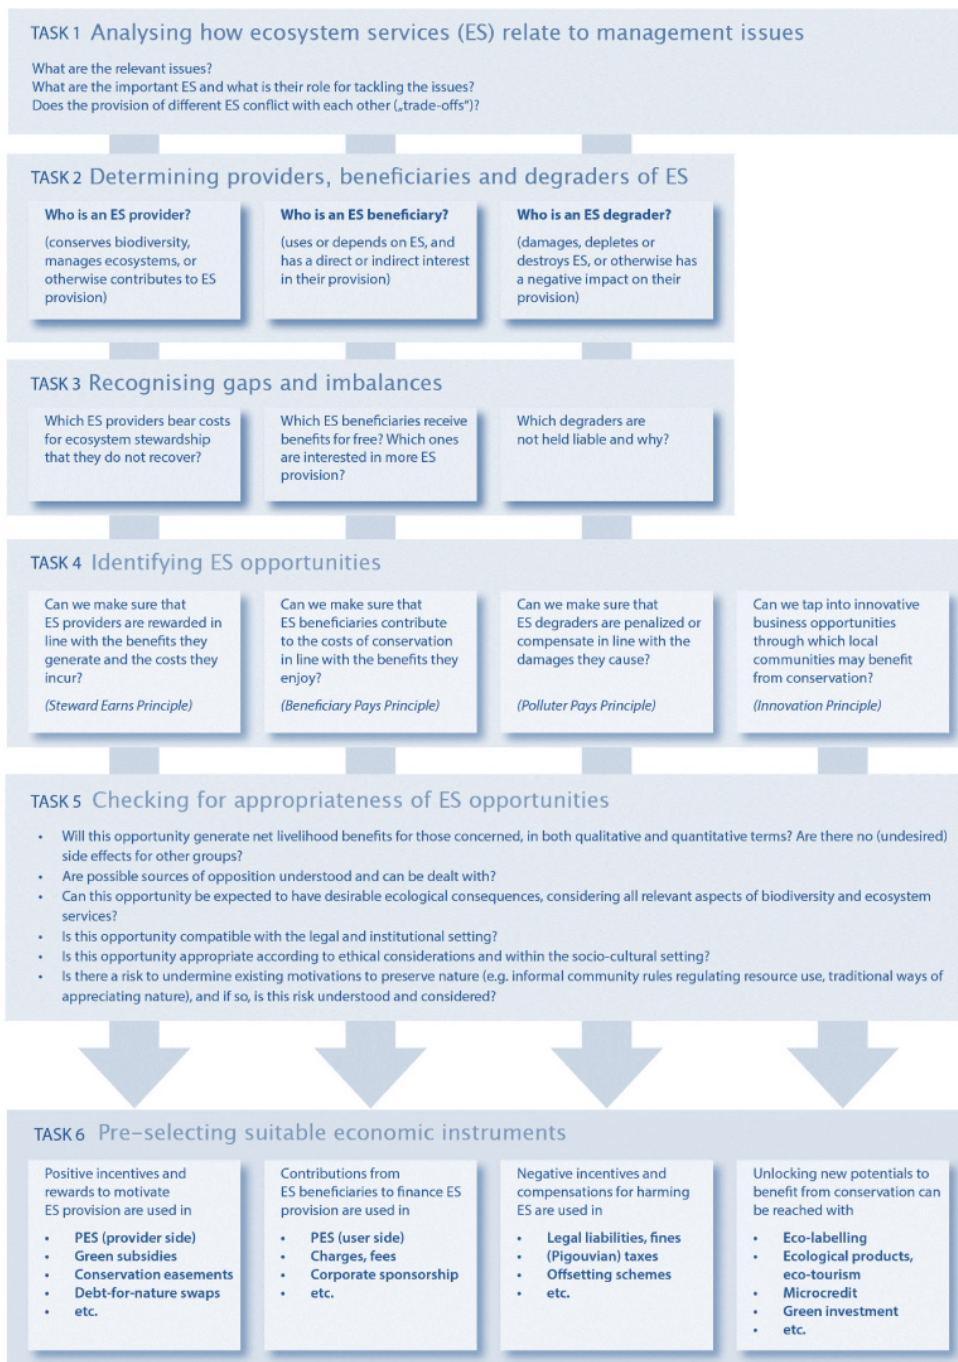 TASK 1 Analysing how ecosystem services (ES) relate to management issues
What are the relevant issues?
What are the important ES and what is their role for tackling the issues?
Does the provision of different ES conflict with each other („trade-offs“)?
TASK 2 Determining providers, beneficiaries and degraders of ES
Who is an ES provider?
(conserves biodiversity,
manages ecosystems, or
otherwise contributes to ES
provision)
Who is an ES beneficiary?
(uses or depends on ES, and
has a direct or indirect interest
in their provision)
Who is an ES degrader?
(damages, depletes or
destroys ES, or otherwise has
a negative impact on their
provision)
TASK 3 Recognising gaps and imbalances
Which ES providers bear costs
for ecosystem stewardship
that they do not recover?
Which ES beneficiaries receive
benefits for free? Which ones
are interested in more ES
provision?
Which degraders are
not held liable and why?
TASK 4 Identifying ES opportunities
Can we make sure that
ES providers are rewarded in
line with the benefits they
generate and the costs they
incur?
(Steward Earns Principle)
Can we make sure that
ES beneficiaries contribute
to the costs of conservation
in line with the benefits they
enjoy?
(Beneficiary Pays Principle)
Can we make sure that
ES degraders are penalized or
compensate in line with the
damages they cause?
(Polluter Pays Principle)
Can we tap into innovative
business opportunities
through which local
communities may benefit
from conservation?
(Innovation Principle)
TASK 5 Checking for appropriateness of ES opportunities
• Will this opportunity generate net livelihood benefits for those concerned, in both qualitative and quantitative terms? Are there no (undesired)
side effects for other groups?
• Are possible sources of opposition understood and can be dealt with?
• Can this opportunity be expected to have desirable ecological consequences, considering all relevant aspects of biodiversity and ecosystem
services?
• Is this opportunity compatible with the legal and institutional setting?
• Is this opportunity appropriate according to ethical considerations and within the socio-cultural setting?
• Is there a risk to undermine existing motivations to preserve nature (e.g. informal community rules regulating resource use, traditional ways of
appreciating nature), and if so, is this risk understood and considered?
TASK 6 Pre-selecting suitable economic instruments
Positive incentives and
rewards to motivate
ES provision are used in
• PES (provider side)
• Green subsidies
• Conservation easements
• Debt-for-nature swaps
• etc.
Contributions from
ES beneficiaries to finance ES
provision are used in
• PES (user side)
• Charges, fees
• Corporate sponsorship
• etc.
Negative incentives and
compensations for harming
ES are used in
• Legal liabilities, fines
• (Pigouvian) taxes
• Offsetting schemes
• etc.
Unlocking new potentials to
benefit from conservation can
be reached with
• Eco-labelling
• Ecological products,
eco-tourism
• Microcredit
• Green investment
• etc.